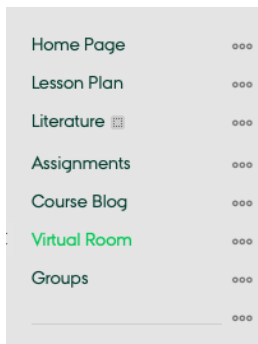 Home Page
Lesson Plan
Literature
Assignments
Course Blog
Virtual Room
Groups